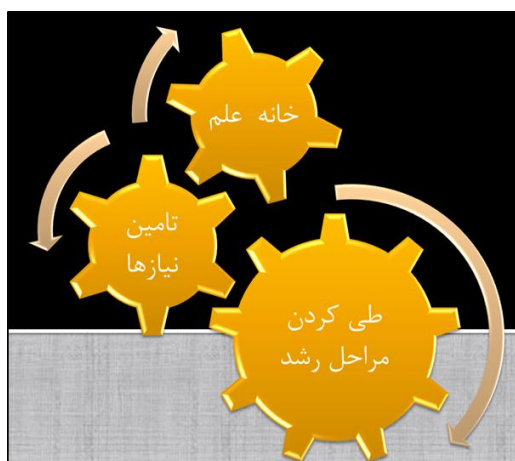 خانه علم
تامین
نیازها
طی کردن
مراحل رشد